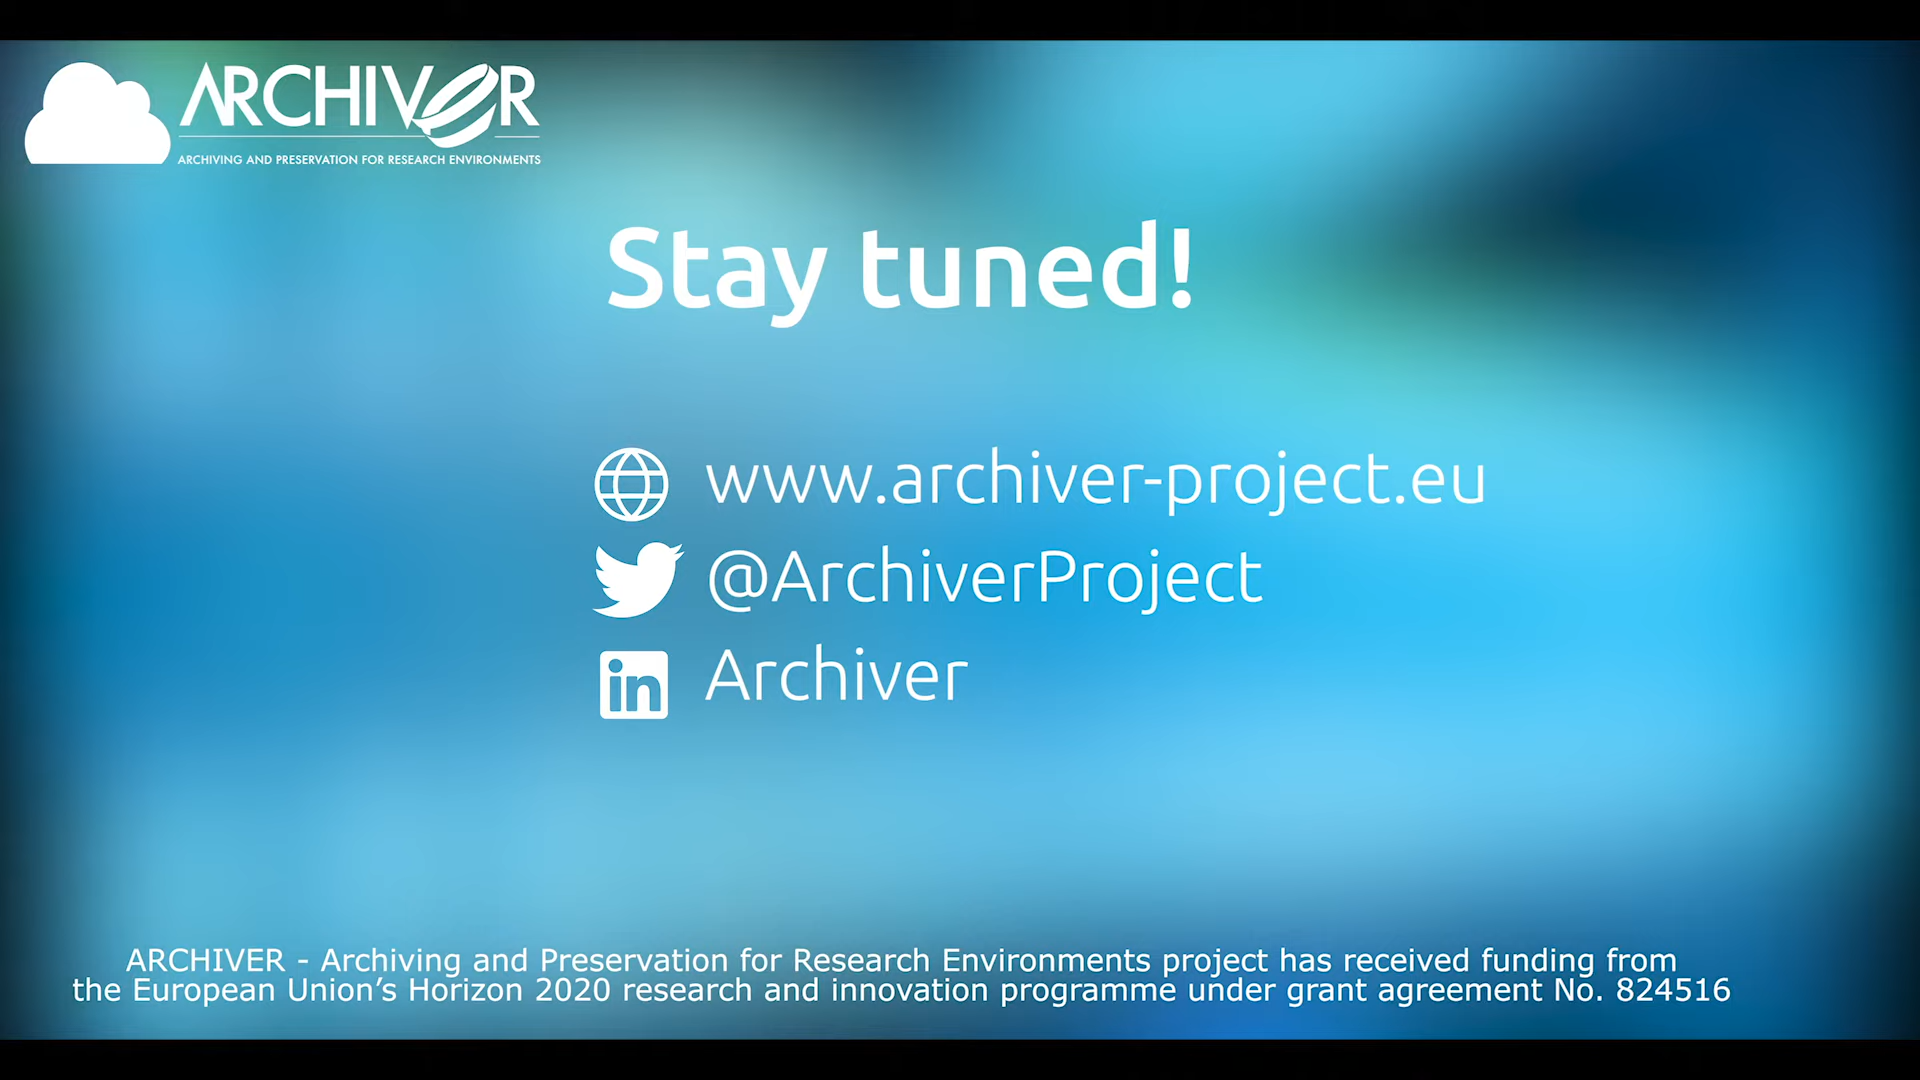 ARCHIVER
ARCHIVING AND PRESERVATION FOR RESEARCH ENVIRONMENTS
Stay tuned!
www.archiver-project.eu
@ArchiverProject
in Archiver
ARCHIVER - Archiving and Preservation for Research Environments project has received funding from
the European Union’s Horizon 2020 research and innovation programme under grant agreement No. 824516